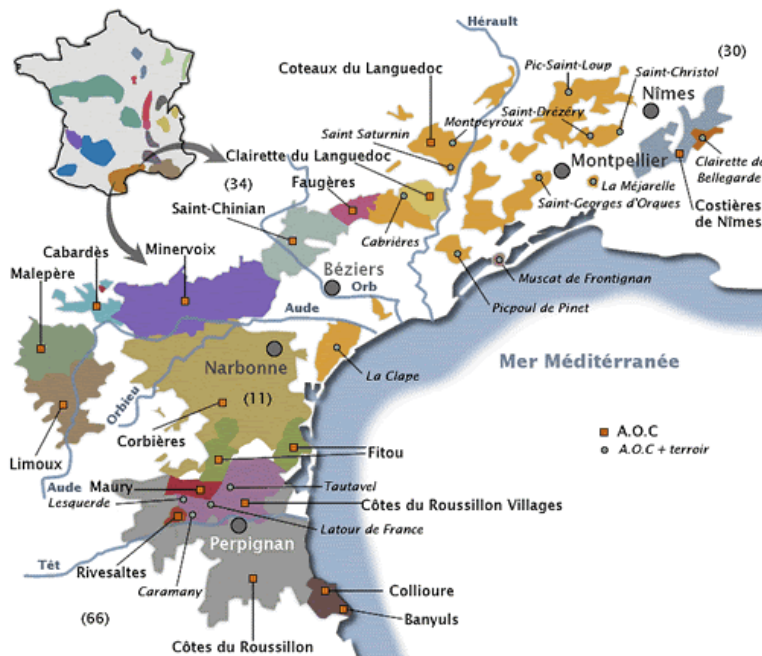 Hérault
(30)
Pic-Saint-Loup
Saint-Christol
Coteaux du Languedoc
Nîmes
Montpeyroux
Saint-Drézéry
Saint Saturnin
Clairette du Languedoc
Montpellier
Clairette de
Bellegarde
(34)
Faugères
La Méjarelle
Costières
de Nîmes
Saint-Chinian
Saint-Georges d'Orques
Cabrières
Cabardès
Minervoix
Béziers
Orb
Muscat de Frontignan
Malepère
Picpoul de Pinet
Aude
Mer Méditérranée
Narbonne
La Clape
Orbieu
(11)
Corbières
A.O.C
A.O.C + terroir
Limoux
Fitou
Aude
Maury
Tautavel
Lesquerde
Côtes du Roussillon Villages
Latour de France
Perpignan
Têt
Rivesaltes
Caramany
Collioure
(66)
Banyuls
Côtes du Roussillon